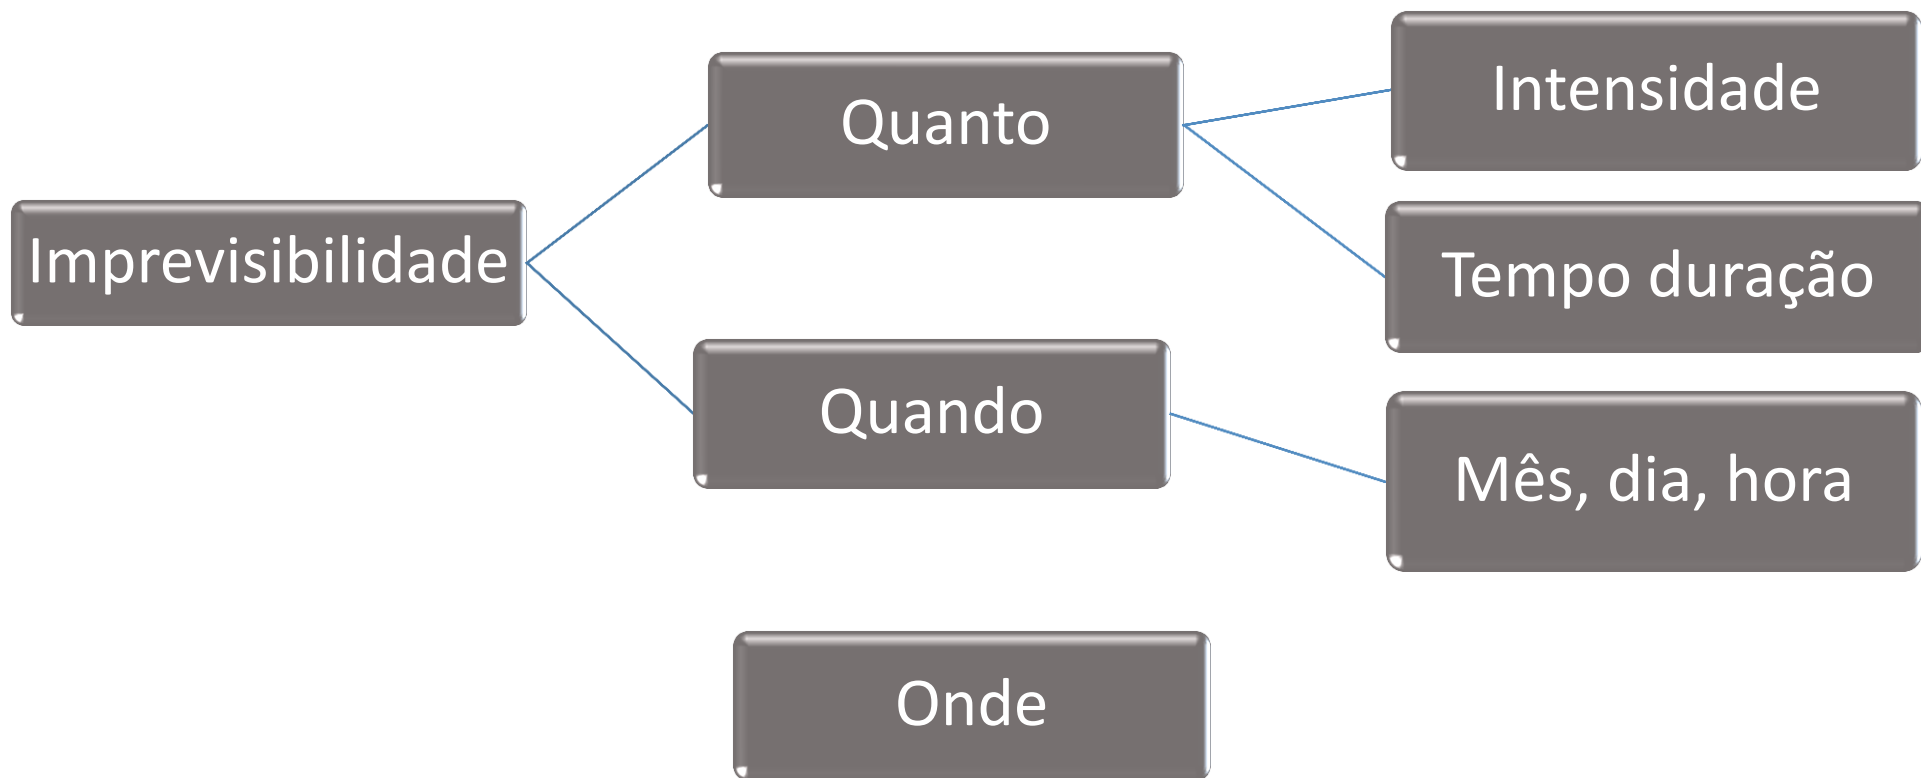 Imprevisibilidade
Quanto
Intensidade
Tempo duração
Quando
Mês, dia, hora
Onde